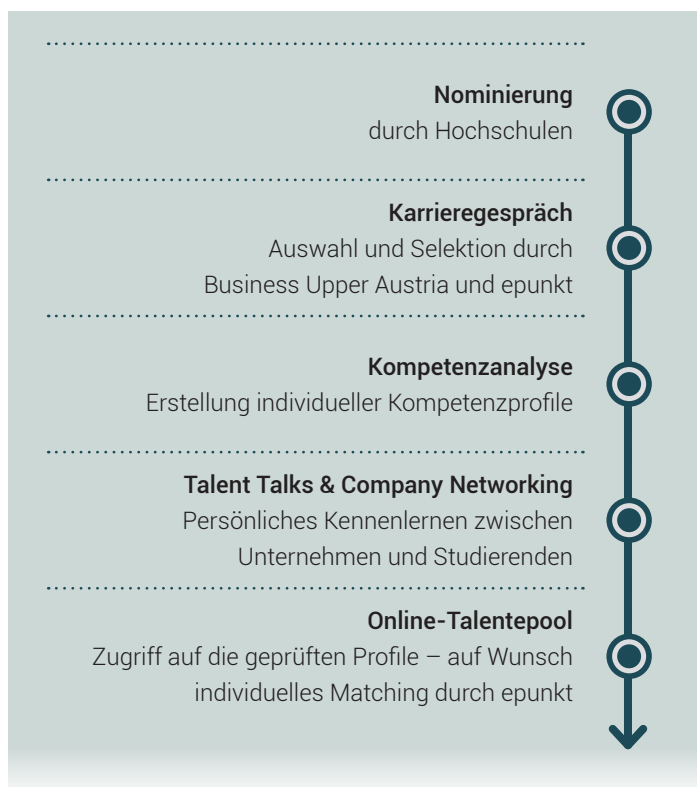 Nominierung
durch Hochschulen
Karrieregespräch
Auswahl und Selektion durch
Business Upper Austria und epunkt
Kompetenzanalyse
Erstellung individueller Kompetenzprofile
Talent Talks & Company Networking
Persönliches Kennenlernen zwischen
Unternehmen und Studierenden
Online-Talentepool
Zugriff auf die geprüften Profile – auf Wunsch
individuelles Matching durch epunkt